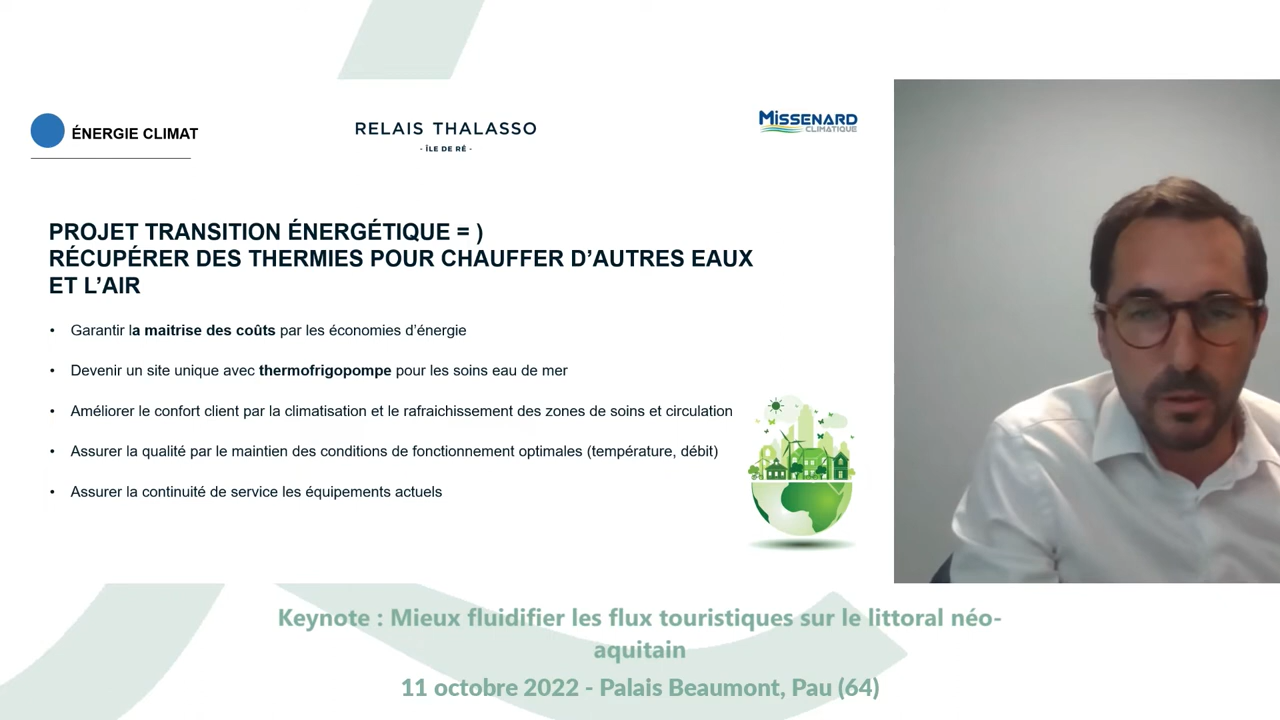 ÉNERGIE CLIMAT
RELAIS THALASSO
- ÎLE DE RÉ -
MISSENARD
CLIMATIQUE
PROJET TRANSITION ÉNERGÉTIQUE = )
RÉCUPÉRER DES THERMIES POUR CHAUFFER D’AUTRES EAUX
ET L’AIR
• Garantir la maitrise des coûts par les économies d’énergie
• Devenir un site unique avec thermofrigopompe pour les soins eau de mer
• Améliorer le confort client par la climatisation et le rafraichissement des zones de soins et circulation
• Assurer la qualité par le maintien des conditions de fonctionnement optimales (température, débit)
• Assurer la continuité de service les équipements actuels
Keynote : Mieux fluidifier les flux touristiques sur le littoral néo-
aquitain
11 octobre 2022 - Palais Beaumont, Pau (64)